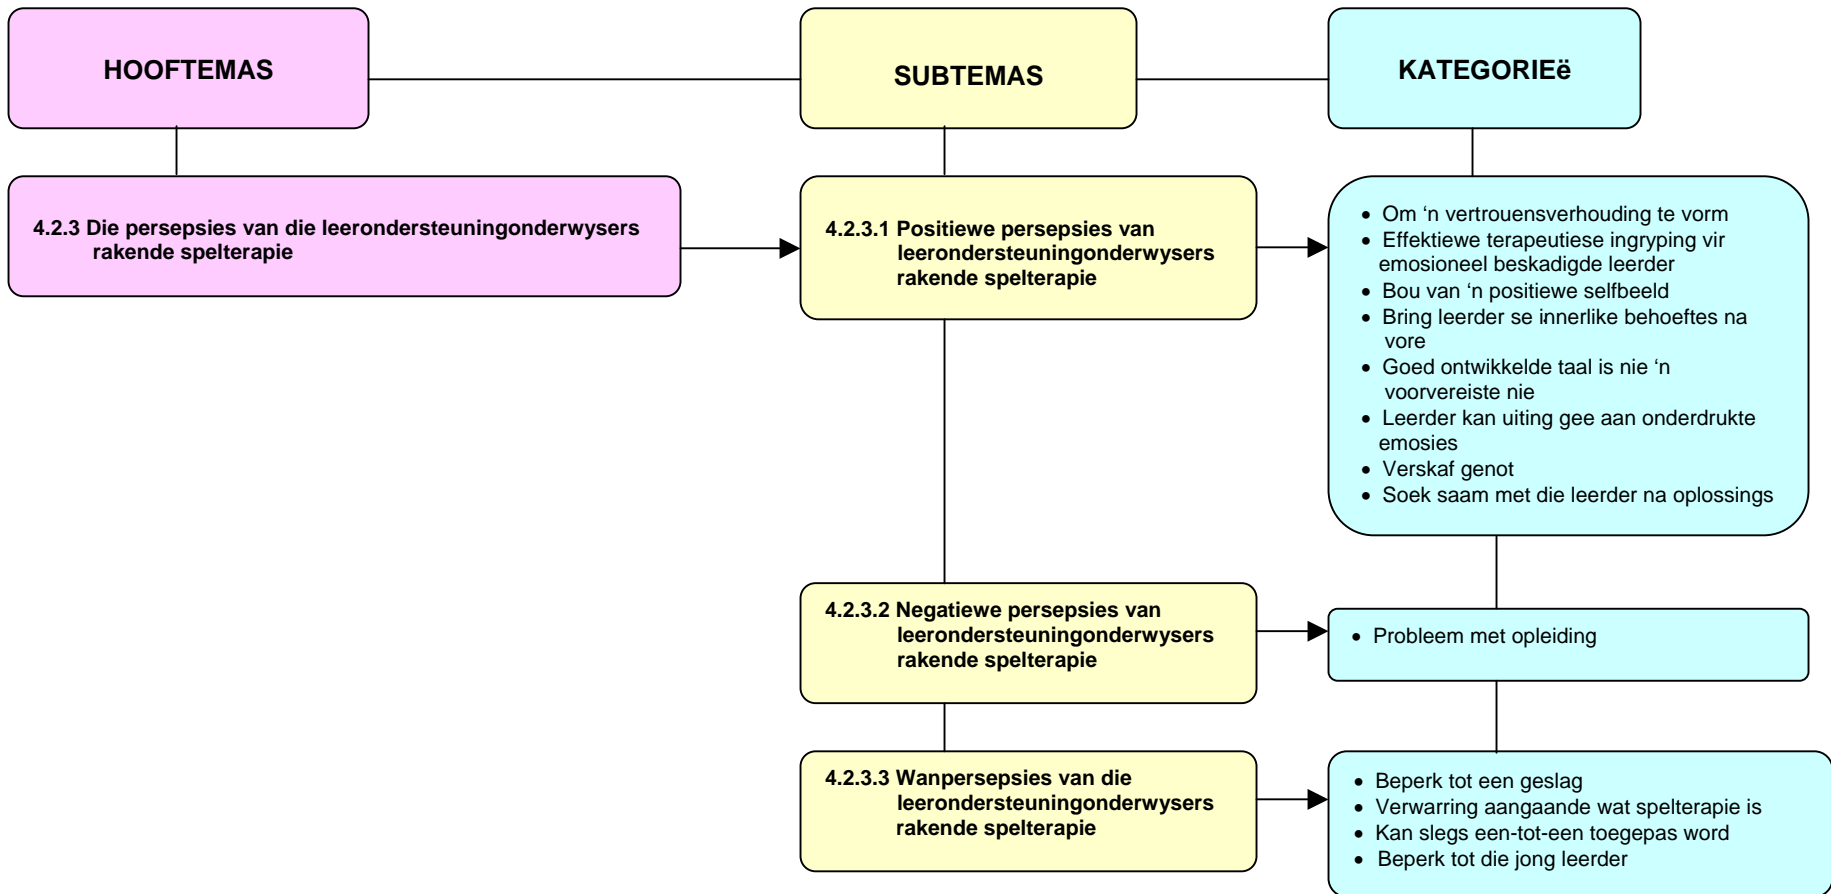 HOOFTEMAS
SUBTEMAS
KATEGORIEë
4.2.3 Die persepsies van die leerondersteuningonderwysers
rakende spelterapie
4.2.3.1 Positiewe persepsies van
leerondersteuningonderwysers
rakende spelterapie
• Om ‘n vertrouensverhouding te vorm
• Effektiewe terapeutiese ingryping vir
emosioneel beskadigde leerder
• Bou van ‘n positiewe selfbeeld
• Bring leerder se innerlike behoeftes na
vore
• Goed ontwikkelde taal is nie ‘n
voorvereiste nie
• Leerder kan uiting gee aan onderdrukte
emosies
• Verskaf genot
• Soek saam met die leerder na oplossings
4.2.3.2 Negatiewe persepsies van
leerondersteuningonderwysers
rakende spelterapie
• Probleem met opleiding
4.2.3.3 Wanpersepsies van die
leerondersteuningonderwysers
rakende spelterapie
• Beperk tot een geslag
• Verwarring aangaande wat spelterapie is
• Kan slegs een-tot-een toegepas word
• Beperk tot die jong leerder